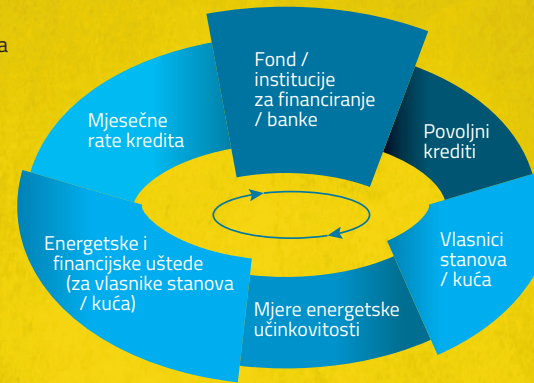 a
Fond /
institucije
za financiranje
/ banke
Povoljni
krediti
Vlasnici
stanova
/ kuća
Mjere energetske
učinkovitosti
Energetske i
financijske uštede
(za vlasnike stanova
/ kuća)
Mjesečne
rate kredita